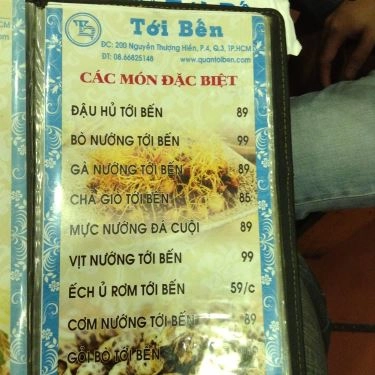 Tới Bến
ĐC: 200 Nguyễn Thượng Hiền, P.4, Q.3, TP.HCM
ĐT: 08.66825148 - www.quantoiben.com
CÁC MÓN ĐẶC BIỆT
ĐẬU HỦ TỚI BẾN 89
BÒ NƯỚNG TỚI BẾN 99
GÀ NƯỚNG TỚI BẾN 89
CHẢ GIÒ TỚI BẾN 85
MỰC NƯỚNG ĐÁ CUỘI 89
VỊT NƯỚNG TỚI BẾN 99
ẾCH Ủ RƠM TỚI BẾN 59/c
CƠM NƯỚNG TỚI BẾN 89
GỎI BÒ TỚI BẾN